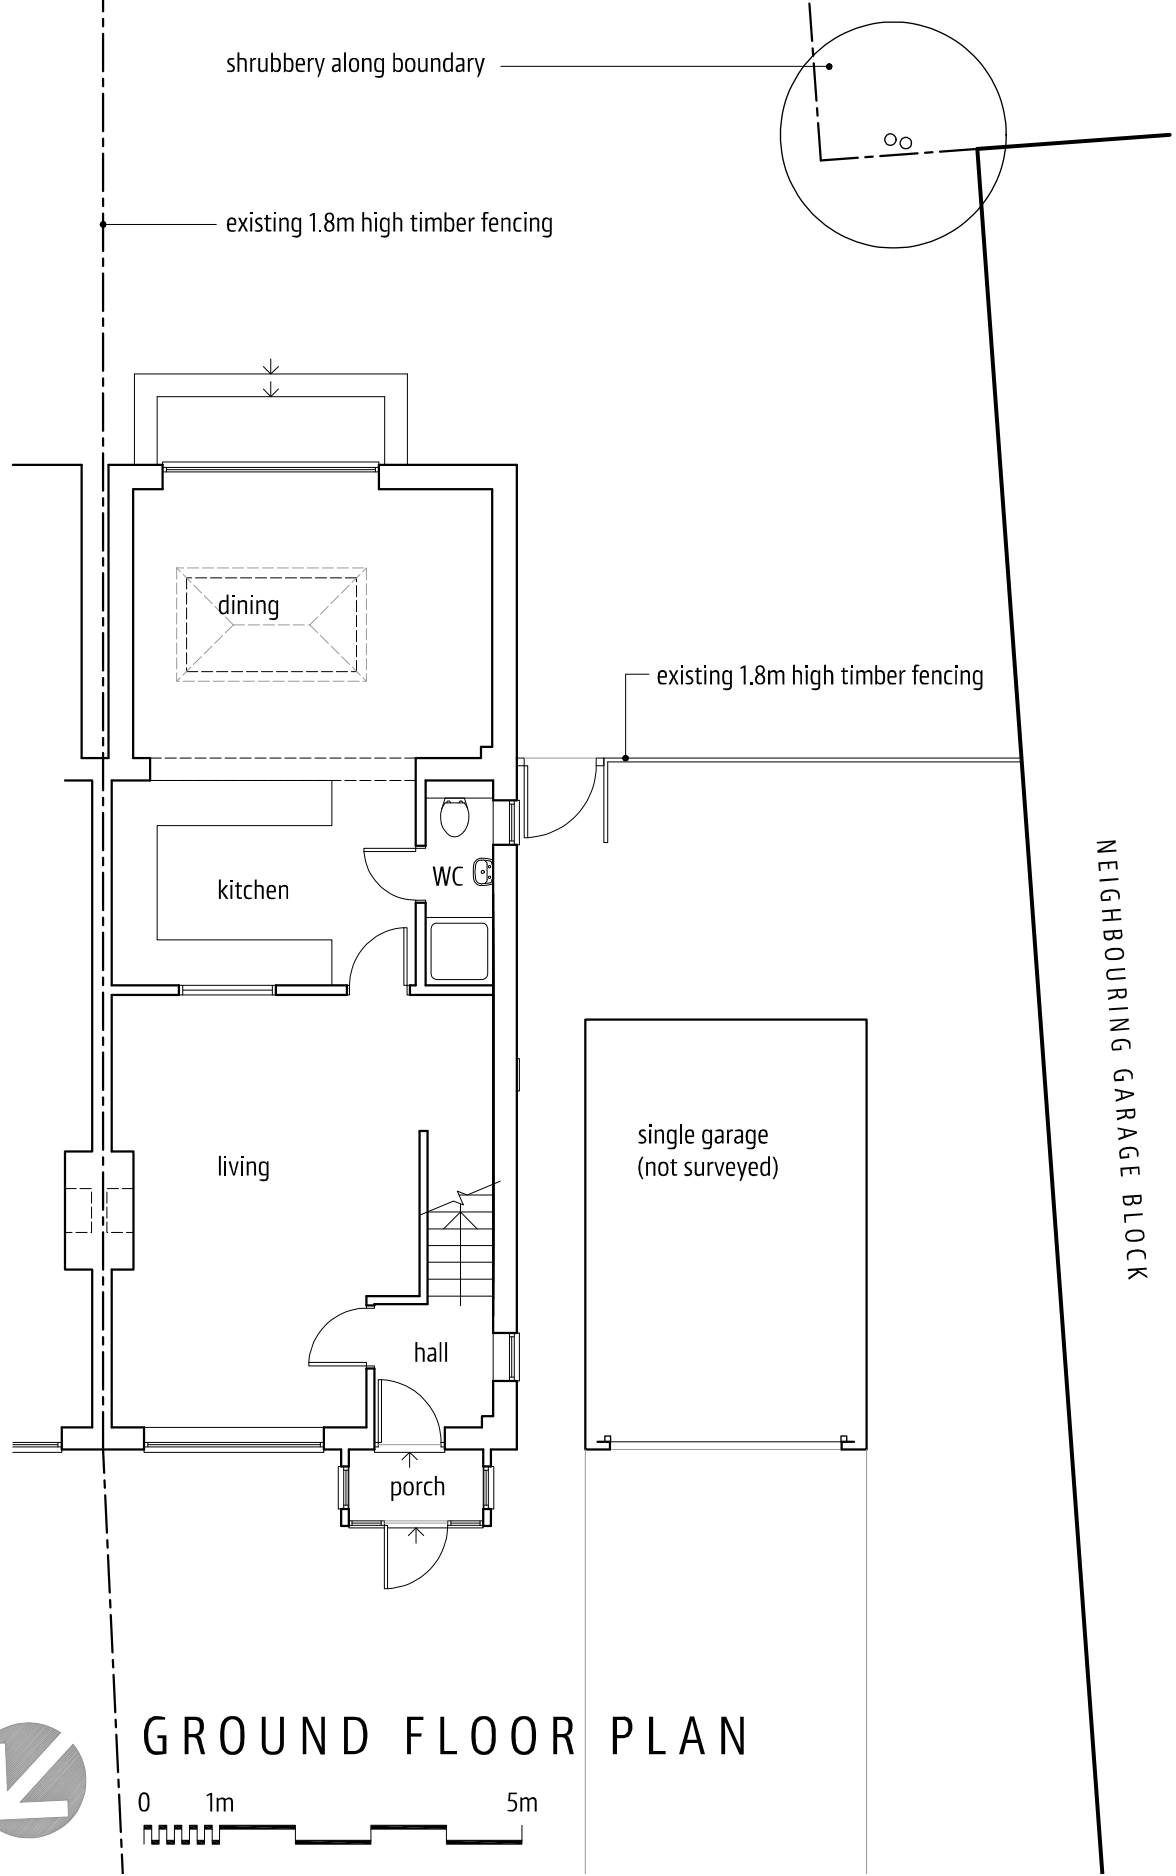 shrubbery along boundary
existing 1.8m high timber fencing
dining
existing 1.8m high timber fencing
WC
kitchen
NEIGHBOURING GARAGE BLOCK
single garage
(not surveyed)
living
hall
porch
GROUND FLOOR PLAN
0 1m 5m